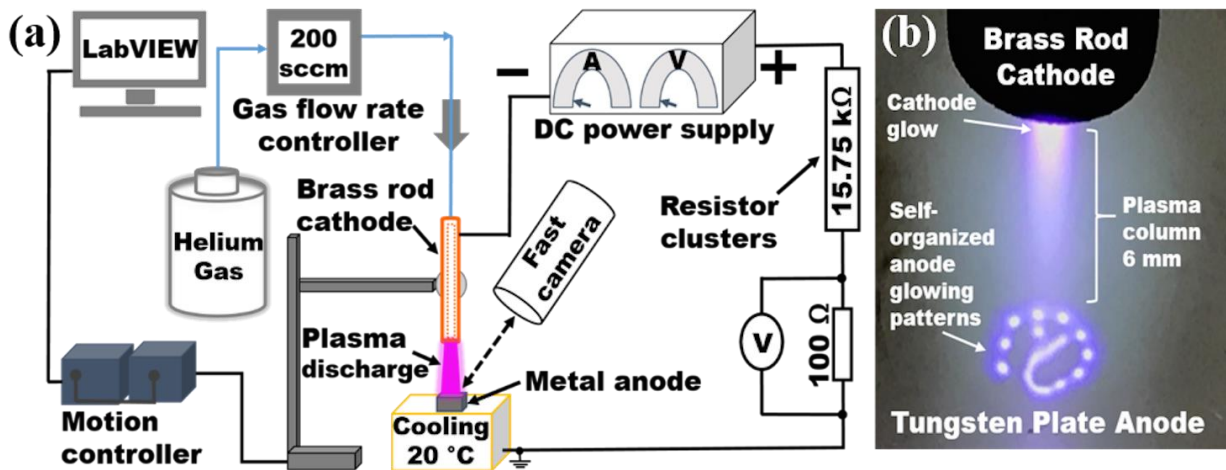 (a)
LabVIEW
200
sccm
Gas flow rate
controller
Helium
Gas
Motion
controller
Brass rod
cathode
Plasma
discharge
Fast
camera
Metal anode
Cooling
20 °C
−
A
V
+
DC power supply
Resistor
clusters
15.75 kΩ
V
100 Ω
(b)
Brass Rod
Cathode
Cathode
glow
Plasma
column
6 mm
Self-
organized
anode
glowing
patterns
Tungsten Plate Anode